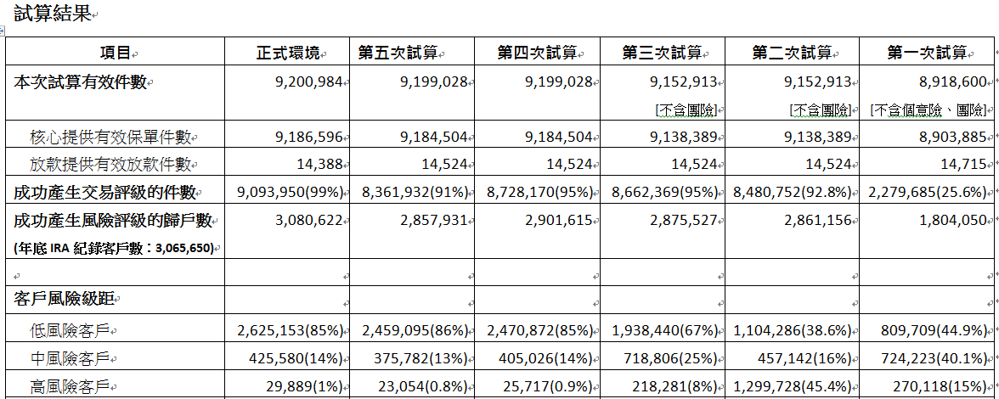 試算結果
項目 正式環境 第五次試算 第四次試算 第三次試算 第二次試算 第一次試算
本次試算有效件數 9,200,984 9,199,028 9,199,028 9,152,913 9,152,913 8,918,600
[不含團險] [不含團險] [不含個意險、團險]
核心提供有效保單件數 9,186,596 9,184,504 9,184,504 9,138,389 9,138,389 8,903,885
放款提供有效放款件數 14,388 14,524 14,524 14,524 14,524 14,715
成功產生交易評級的件數 9,093,950(99%) 8,361,932(91%) 8,728,170(95%) 8,662,369(95%) 8,480,752(92.8%) 2,279,685(25.6%)
成功產生風險評級的歸戶數 3,080,622 2,857,931 2,901,615 2,875,527 2,861,156 1,804,050
(年底 IRA 紀錄客戶數：3,065,650)
客戶風險級距
低風險客戶 2,625,153(85%) 2,459,095(86%) 2,470,872(85%) 1,938,440(67%) 1,104,286(38.6%) 809,709(44.9%)
中風險客戶 425,580(14%) 375,782(13%) 405,026(14%) 718,806(25%) 457,142(16%) 724,223(40.1%)
高風險客戶 29,889(1%) 23,054(0.8%) 25,717(0.9%) 218,281(8%) 1,299,728(45.4%) 270,118(15%)